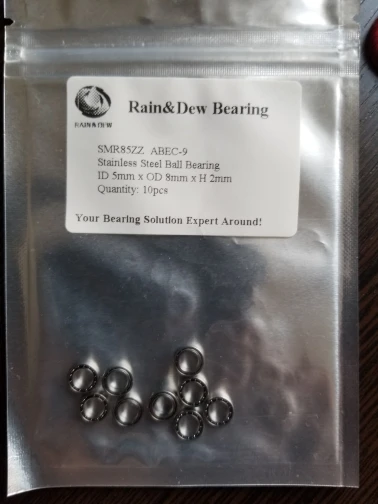 Rain&Dew Bearing
RAIN & DEW
SMR85ZZ ABEC-9
Stainless Steel Ball Bearing
ID 5mm x OD 8mm x H 2mm
Quantity: 10pcs
Your Bearing Solution Expert Around!